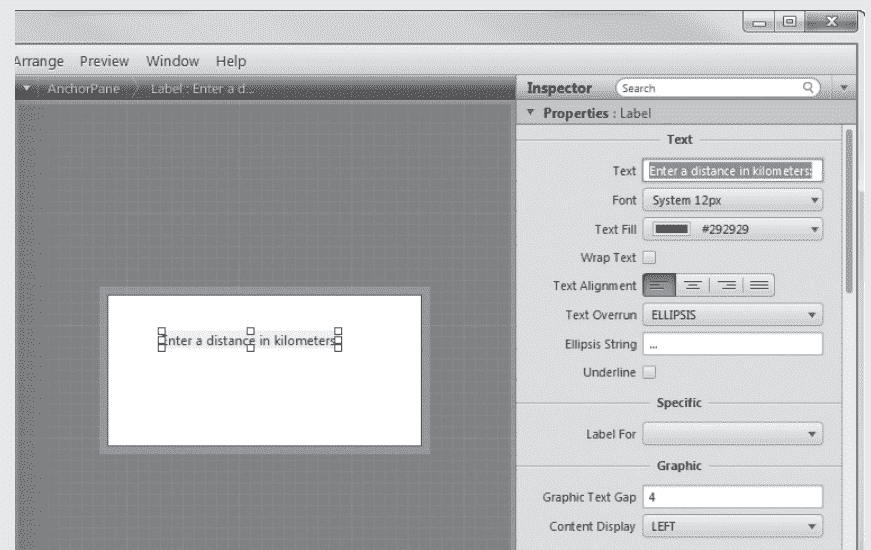 Arrange Preview Window Help
AnchorPane Label : Enter a d...
Inspector Search
Properties : Label
Text
Text Enter a distance in kilometers:
Font System 12px
Text Fill #292929
Wrap Text
Text Alignment
Text Overrun ELLIPSIS
Ellipsis String ...
Underline
Enter a distance in kilometers
Specific
Label For
Graphic
Graphic Text Gap 4
Content Display LEFT